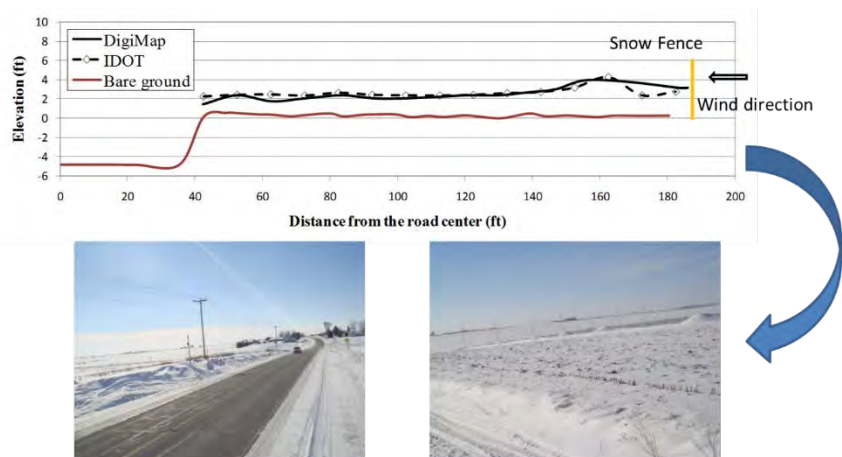 10
8
6
4
2
0
-2
-4
-6
Elevation (ft)
DigiMap
IDOT
Bare ground
Snow Fence
Wind direction
0 20 40 60 80 100 120 140 160 180 200
Distance from the road center (ft)